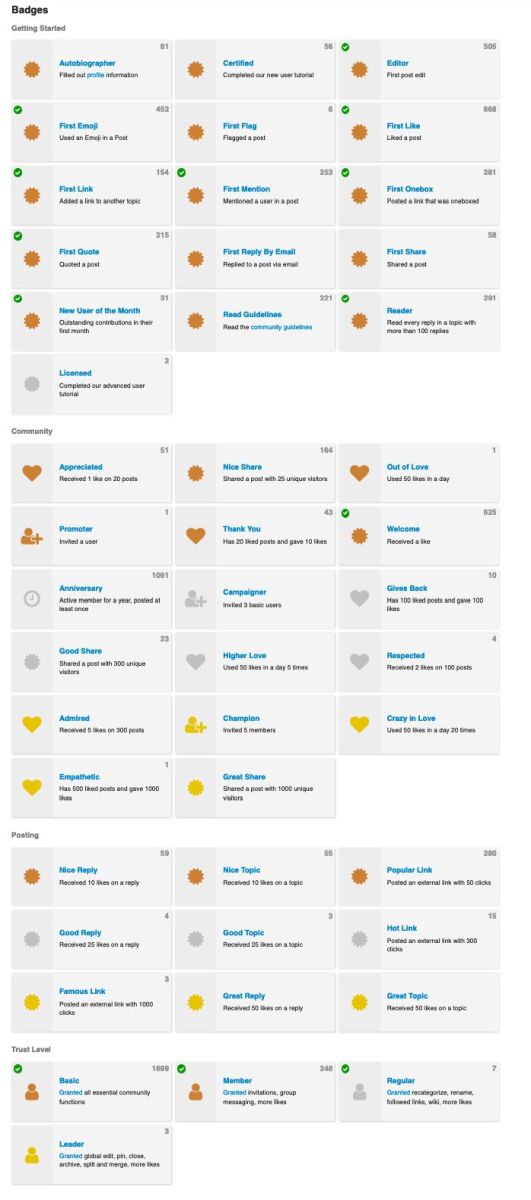 Badges
Getting Started
81
Autobiographer
Filled out profile information
56
Certified
Completed our new user tutorial
505
Editor
First post edit
452
First Emoji
Used an Emoji in a Post
6
First Flag
Flagged a post
668
First Like
Liked a post
154
First Link
Added a link to another topic
253
First Mention
Mentioned a user in a post
281
First Onebox
Posted a link that was oneboxed
215
First Quote
Quoted a post
First Reply By Email
Replied to a post via email
58
First Share
Shared a post
31
New User of the Month
Outstanding contributions in their
first month
221
Read Guidelines
Read the community guidelines
291
Reader
Read every reply in a topic with
more than 100 replies
2
Licensed
Completed our advanced user
tutorial
Community
51
Appreciated
Received 1 like on 20 posts
164
Nice Share
Shared a post with 25 unique visitors
1
Out of Love
Used 50 likes in a day
1
Promoter
Invited a user
43
Thank You
Has 20 liked posts and gave 10 likes
625
Welcome
Received a like
1091
Anniversary
Active member for a year, posted at
least once
Campaigner
Invited 3 basic users
10
Gives Back
Has 100 liked posts and gave 100
likes
23
Good Share
Shared a post with 300 unique
visitors
Higher Love
Used 50 likes in a day 5 times
4
Respected
Received 2 likes on 100 posts
Admired
Received 5 likes on 300 posts
Champion
Invited 5 members
Crazy in Love
Used 50 likes in a day 20 times
1
Empathetic
Has 500 liked posts and gave 1000
likes
Great Share
Shared a post with 1000 unique
visitors
Posting
59
Nice Reply
Received 10 likes on a reply
55
Nice Topic
Received 10 likes on a topic
280
Popular Link
Posted an external link with 50 clicks
4
Good Reply
Received 25 likes on a reply
3
Good Topic
Received 25 likes on a topic
15
Hot Link
Posted an external link with 300
clicks
3
Famous Link
Posted an external link with 1000
clicks
Great Reply
Received 50 likes on a reply
Great Topic
Received 50 likes on a topic
Trust Level
1699
Basic
Granted all essential community
functions
248
Member
Granted invitations, group
messaging, more likes
7
Regular
Granted recategorize, rename,
followed links, wiki, more likes
3
Leader
Granted global edit, pin, close,
archive, split and merge, more likes